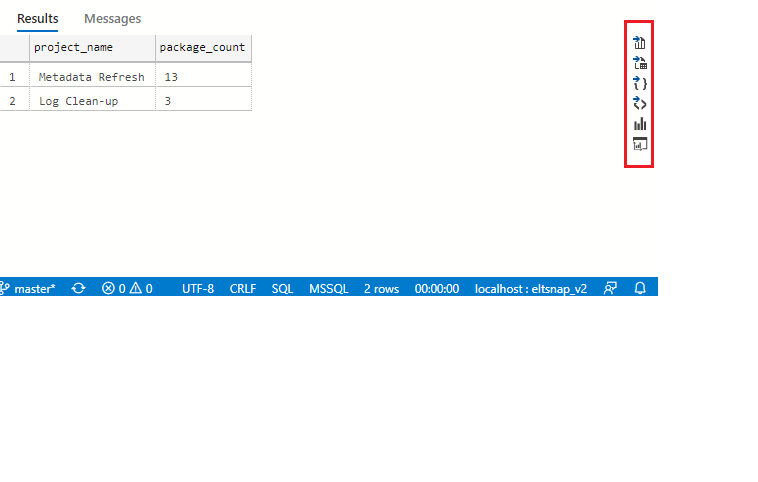 Results Messages
project_name package_count
1 Metadata Refresh 13
2 Log Clean-up 3
master* 0 0 UTF-8 CRLF SQL MSSQL 2 rows 00:00:00 localhost : eltsnap_v2